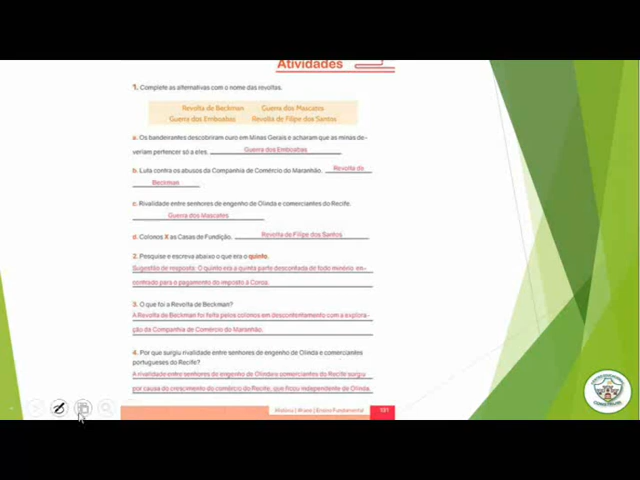 Atividades
1. Complete as alternativas com o nome das revoltas.
Revolta de Beckman Guerra dos Mascates
Guerra dos Emboabas Revolta de Filipe dos Santos
a. Os bandeirantes descobriram ouro em Minas Gerais e acharam que as minas de-
veriam pertencer só a eles. Guerra dos Emboabas
b. Luta contra os abusos da Companhia de Comércio do Maranhão. Revolta de
Beckman
c. Rivalidade entre senhores de engenho de Olinda e comerciantes do Recife.
Guerra dos Mascates
d. Colonos X as Casas de Fundição. Revolta de Filipe dos Santos
2. Pesquise e escreva abaixo o que era o quinto.
Sugestão de resposta: O quinto era a quinta parte descontada de todo minério en-
contrado para o pagamento do imposto à Coroa.
3. O que foi a Revolta de Beckman?
A Revolta de Beckman foi feita pelos colonos em descontentamento com a explora-
ção da Companhia de Comércio do Maranhão.
4. Por que surgiu rivalidade entre senhores de engenho de Olinda e comerciantes
portugueses do Recife?
A rivalidade entre senhores de engenho de Olinda e comerciantes do Recife surgiu
por causa do crescimento do comércio do Recife, que ficou independente de Olinda.
História | 4º ano | Ensino Fundamental